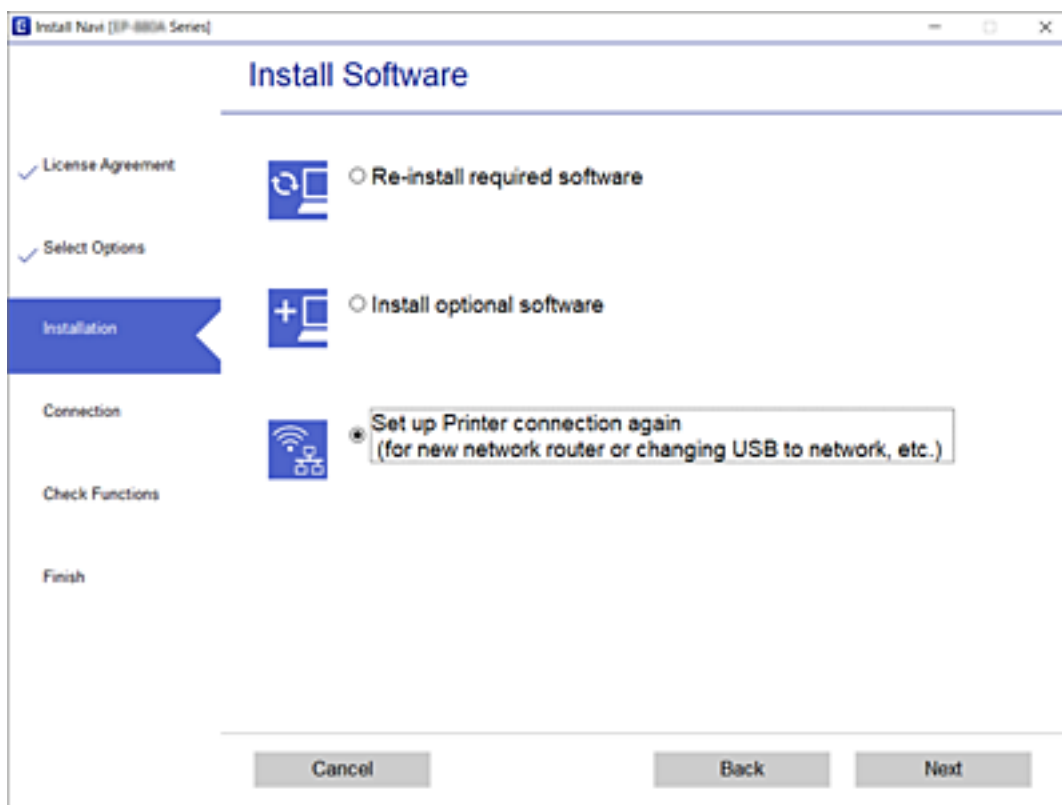 Install Navi [EP-880A Series]
Install Software
License Agreement
Select Options
Installation
Connection
Check Functions
Finish
Re-install required software
Install optional software
Set up Printer connection again
(for new network router or changing USB to network, etc.)
Cancel
Back
Next